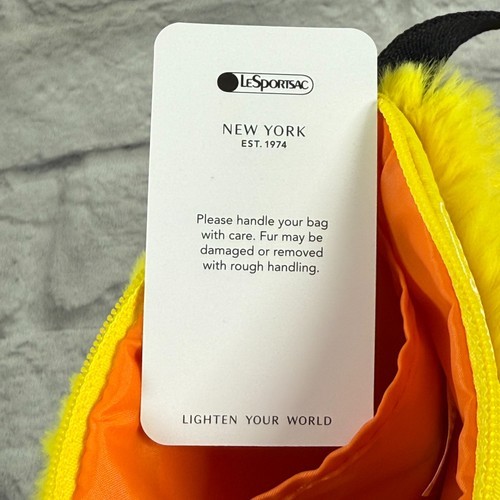 LESPORTSAC
NEW YORK
EST. 1974
Please handle your bag
with care. Fur may be
damaged or removed
with rough handling.
LIGHTEN YOUR WORLD